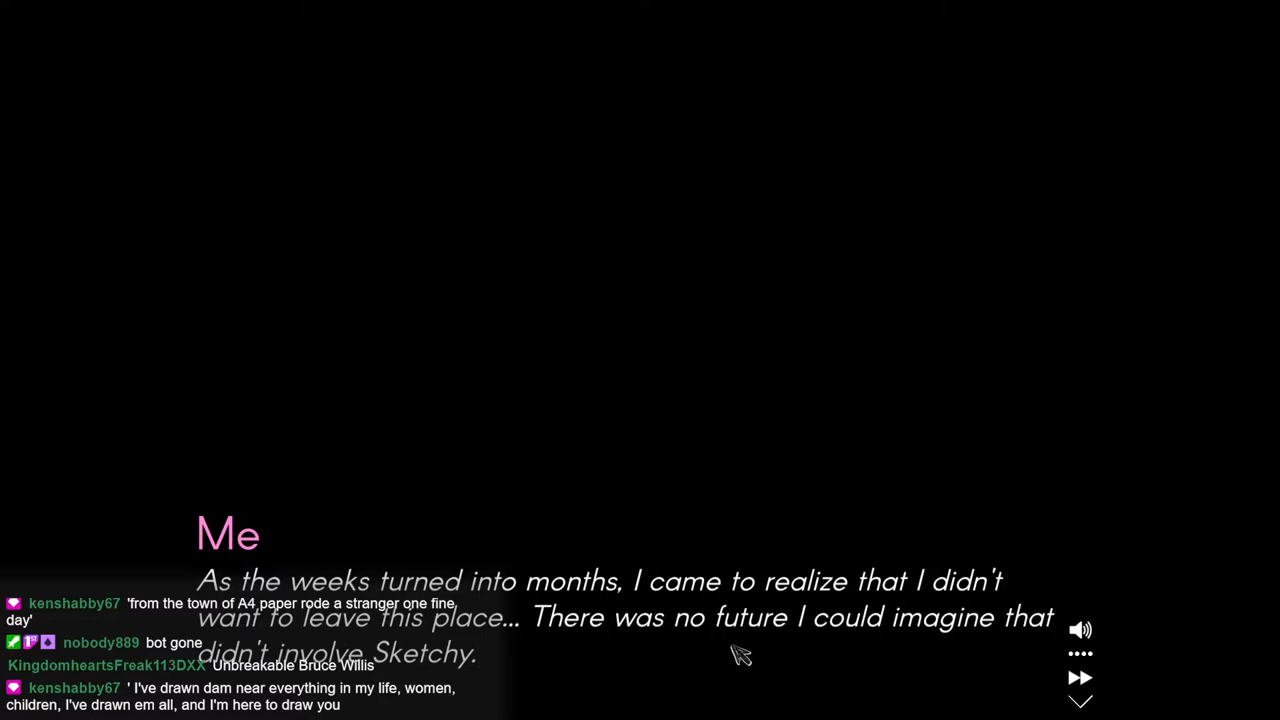 Me
As the weeks turned into months, I came to realize that I didn't
want to leave this place... There was no future I could imagine that
didn't involve Sketchy.
kenshabby67 'from the town of A4 paper rode a stranger one fine
day'
1ST nobody889 bot gone
KingdomheartsFreak113DXX Unbreakable Bruce Willis
kenshabby67 ' I've drawn dam near everything in my life, women,
children, I've drawn em all, and I'm here to draw you